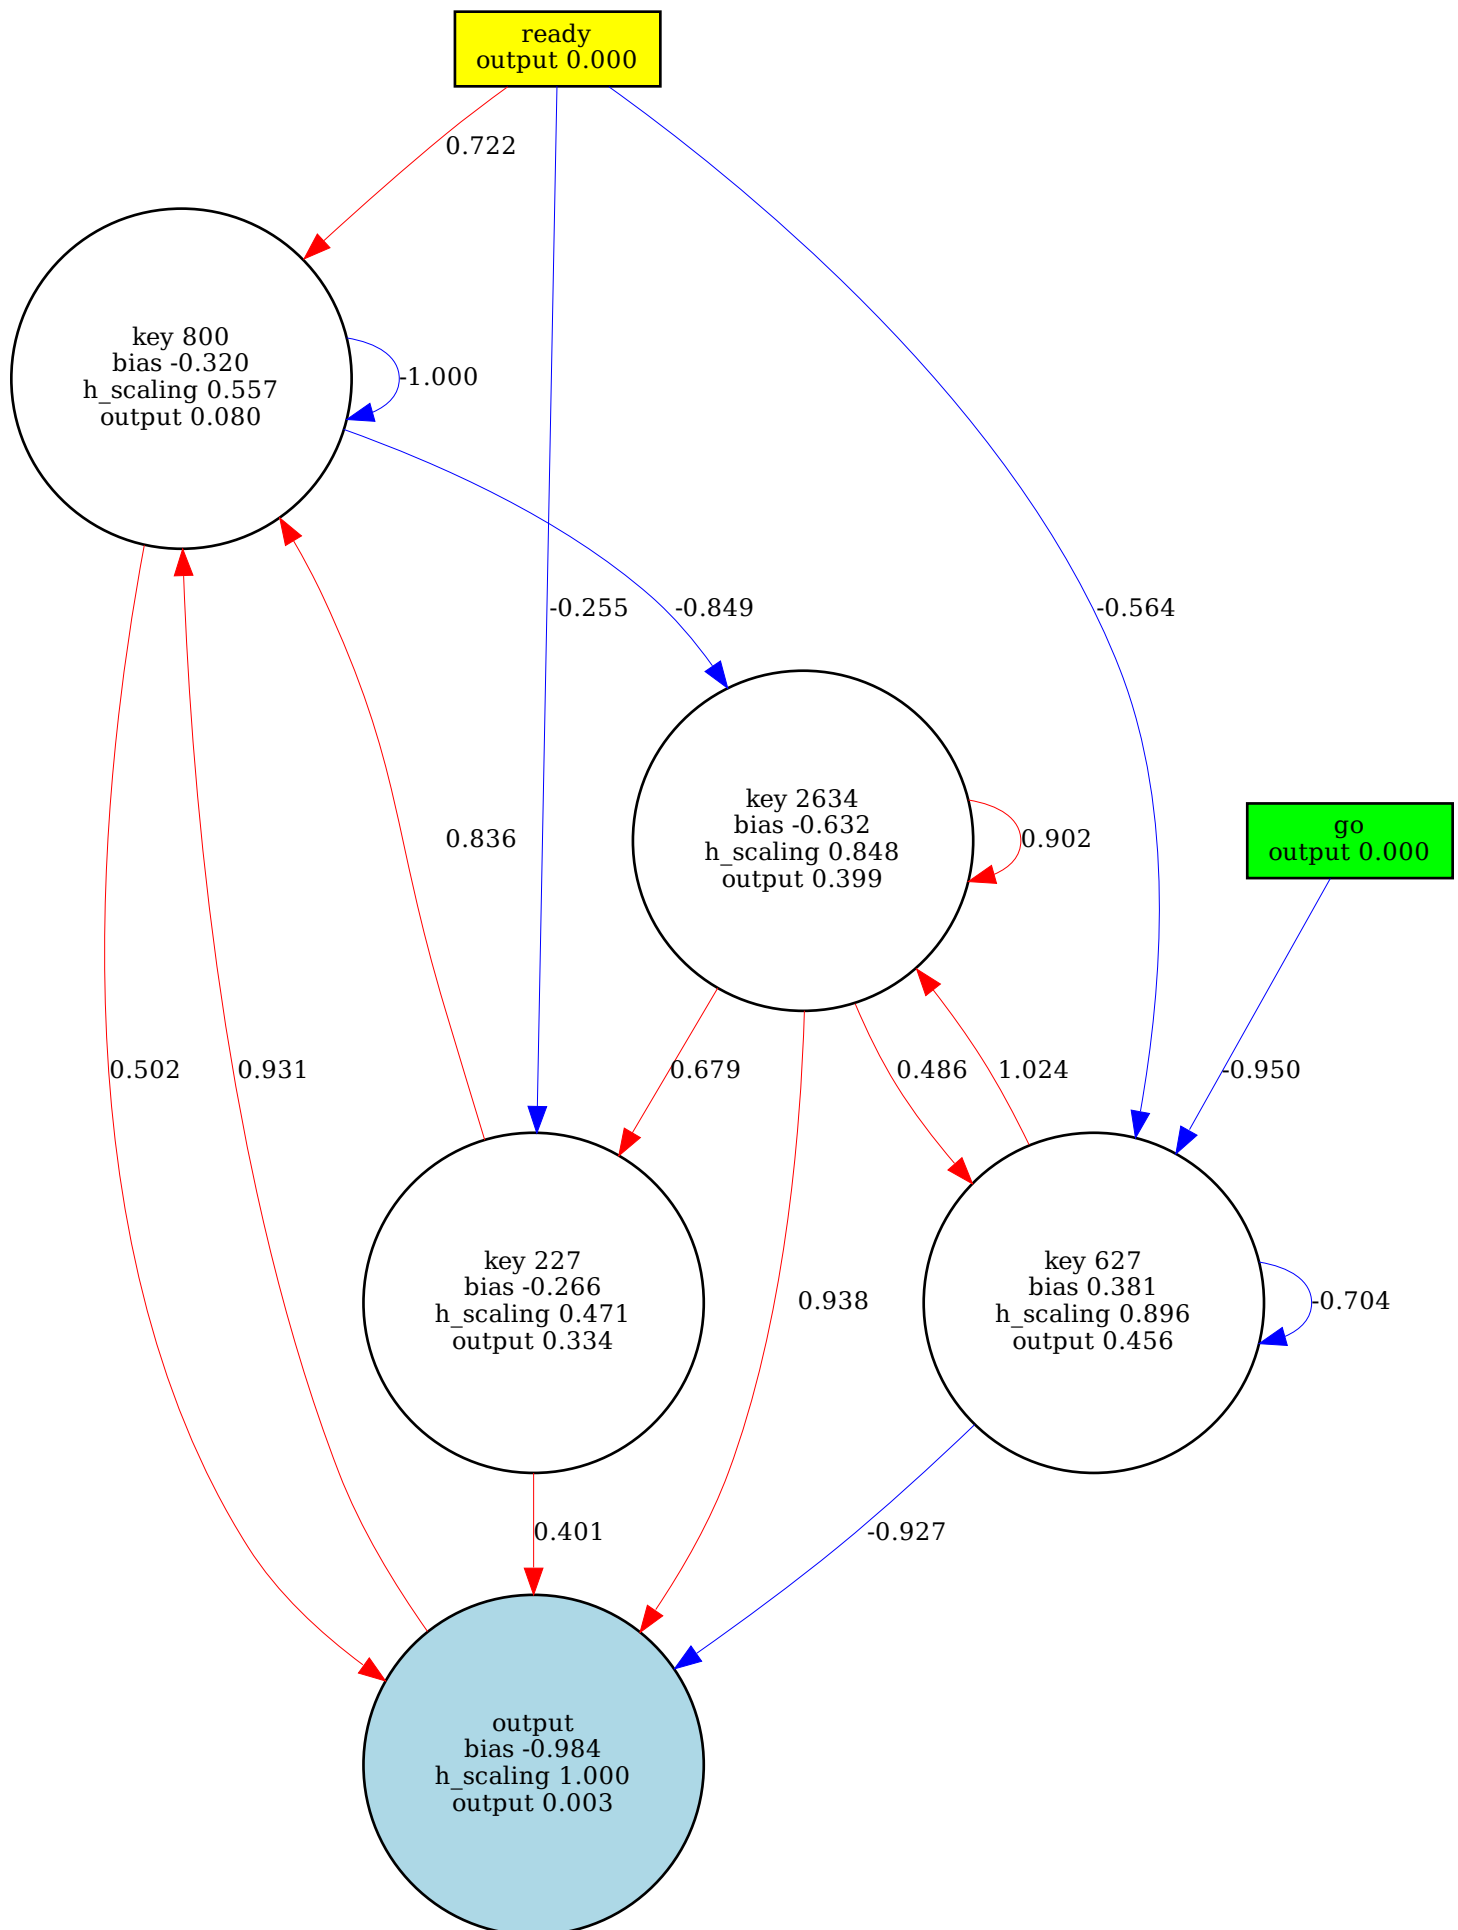 ready
output 0.000
0.722
key 800
bias -0.320
h_scaling 0.557
output 0.080
-1.000
-0.255
-0.849
-0.564
key 2634
bias -0.632
h_scaling 0.848
output 0.399
0.902
go
output 0.000
0.836
0.502
0.931
0.679
0.486
1.024
-0.950
key 227
bias -0.266
h_scaling 0.471
output 0.334
0.938
key 627
bias 0.381
h_scaling 0.896
output 0.456
-0.704
0.401
-0.927
output
bias -0.984
h_scaling 1.000
output 0.003